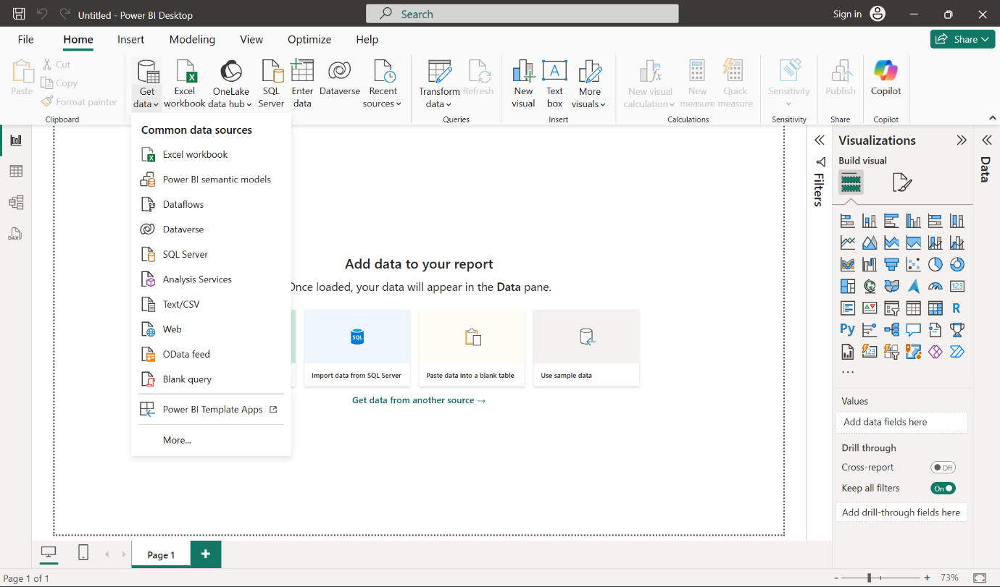 Untitled - Power BI Desktop
Search
Sign in
File Home Insert Modeling View Optimize Help
Share
Paste
Cut
Copy
Format painter
Clipboard
Get data
Excel workbook
OneLake data hub
SQL Server
Enter data
Dataverse
Recent sources
Transform data
Refresh
Queries
New visual
Text box
More visuals
Insert
New visual calculation
New measure
Quick measure
Calculations
Sensitivity
Sensitivity
Publish
Share
Copilot
Copilot
Common data sources
Excel workbook
Power BI semantic models
Dataflows
Dataverse
SQL Server
Analysis Services
Text/CSV
Web
OData feed
Blank query
Power BI Template Apps
More...
DAX
Add data to your report
Once loaded, your data will appear in the Data pane.
SQL
Import data from SQL Server
Paste data into a blank table
Use sample data
Get data from another source →
Filters
Visualizations
Build visual
123
R
Py
123
...
Values
Add data fields here
Drill through
Cross-report
Off
Keep all filters
On
Add drill-through fields here
Data
Page 1
+
Page 1 of 1
- + 73%